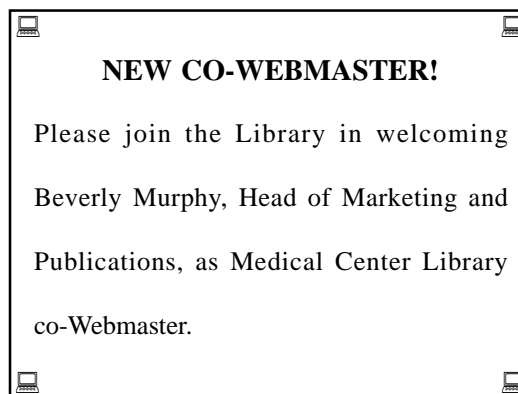 NEW CO-WEBMASTER!
Please join the Library in welcoming
Beverly Murphy, Head of Marketing and
Publications, as Medical Center Library
co-Webmaster.